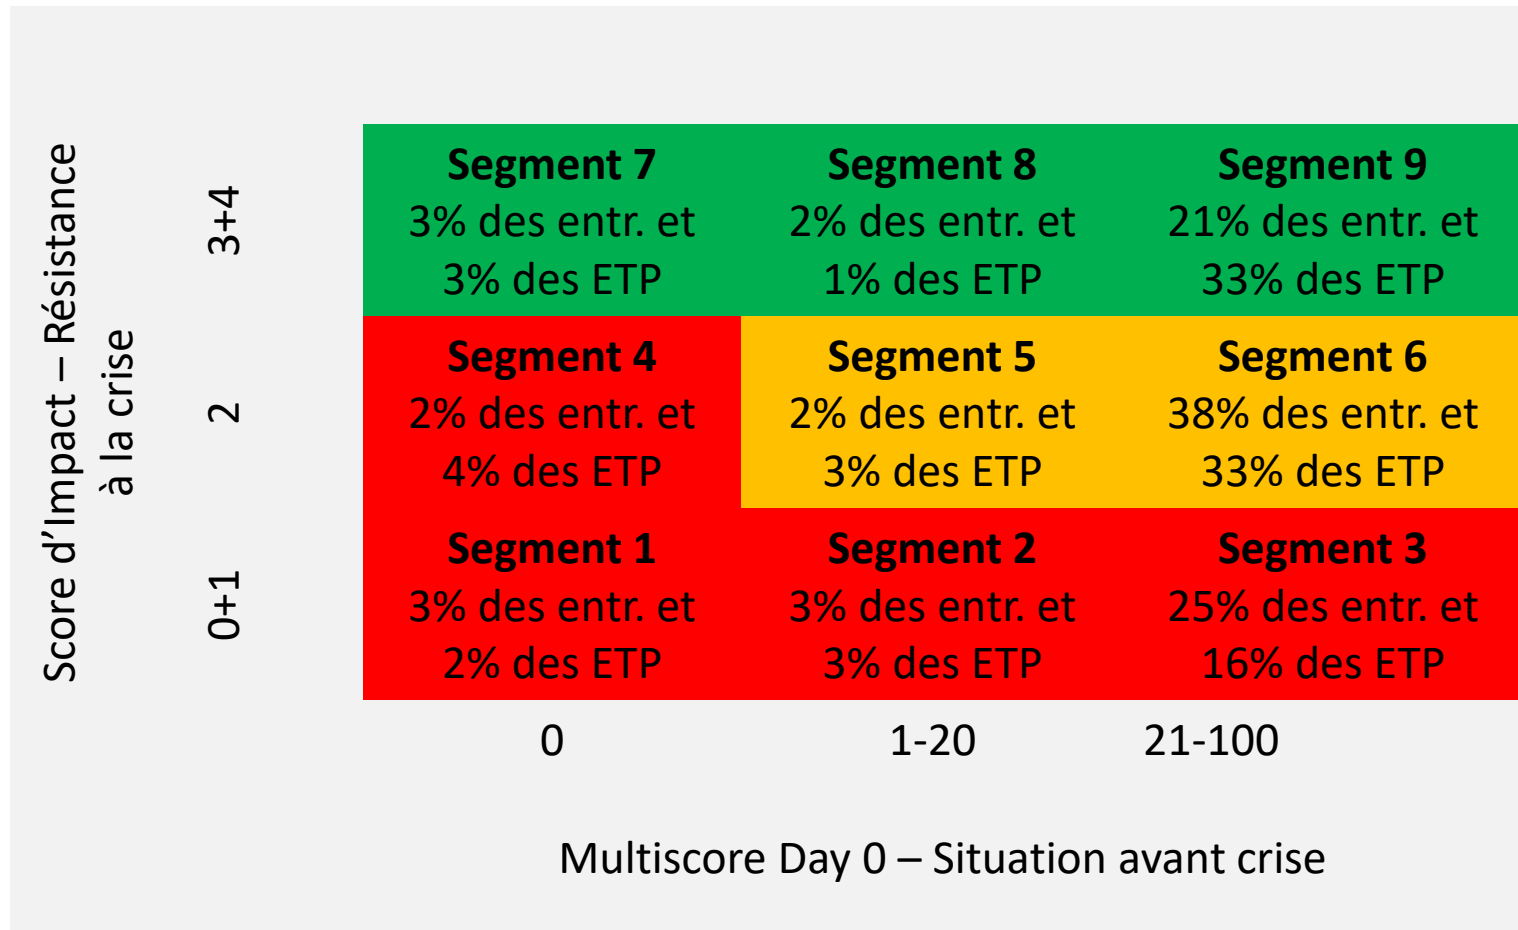 Score d’Impact – Résistance
à la crise
3+4
Segment 7
3% des entr. et
3% des ETP
Segment 8
2% des entr. et
1% des ETP
Segment 9
21% des entr. et
33% des ETP
2
Segment 4
2% des entr. et
4% des ETP
Segment 5
2% des entr. et
3% des ETP
Segment 6
38% des entr. et
33% des ETP
0+1
Segment 1
3% des entr. et
2% des ETP
Segment 2
3% des entr. et
3% des ETP
Segment 3
25% des entr. et
16% des ETP
0
1-20
21-100
Multiscore Day 0 – Situation avant crise